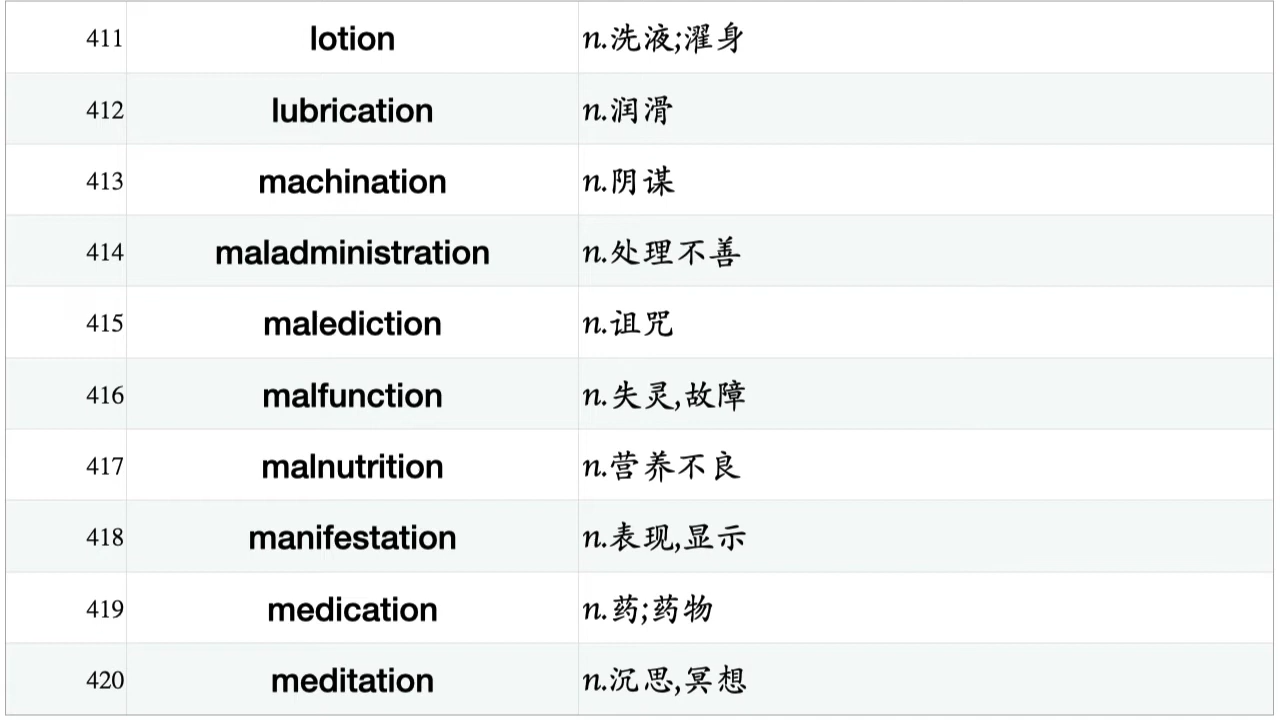 411 lotion n.洗液;濯身
412 lubrication n.润滑
413 machination n.阴谋
414 maladministration n.处理不善
415 malediction n.诅咒
416 malfunction n.失灵,故障
417 malnutrition n.营养不良
418 manifestation n.表现,显示
419 medication n.药;药物
420 meditation n.沉思,冥想